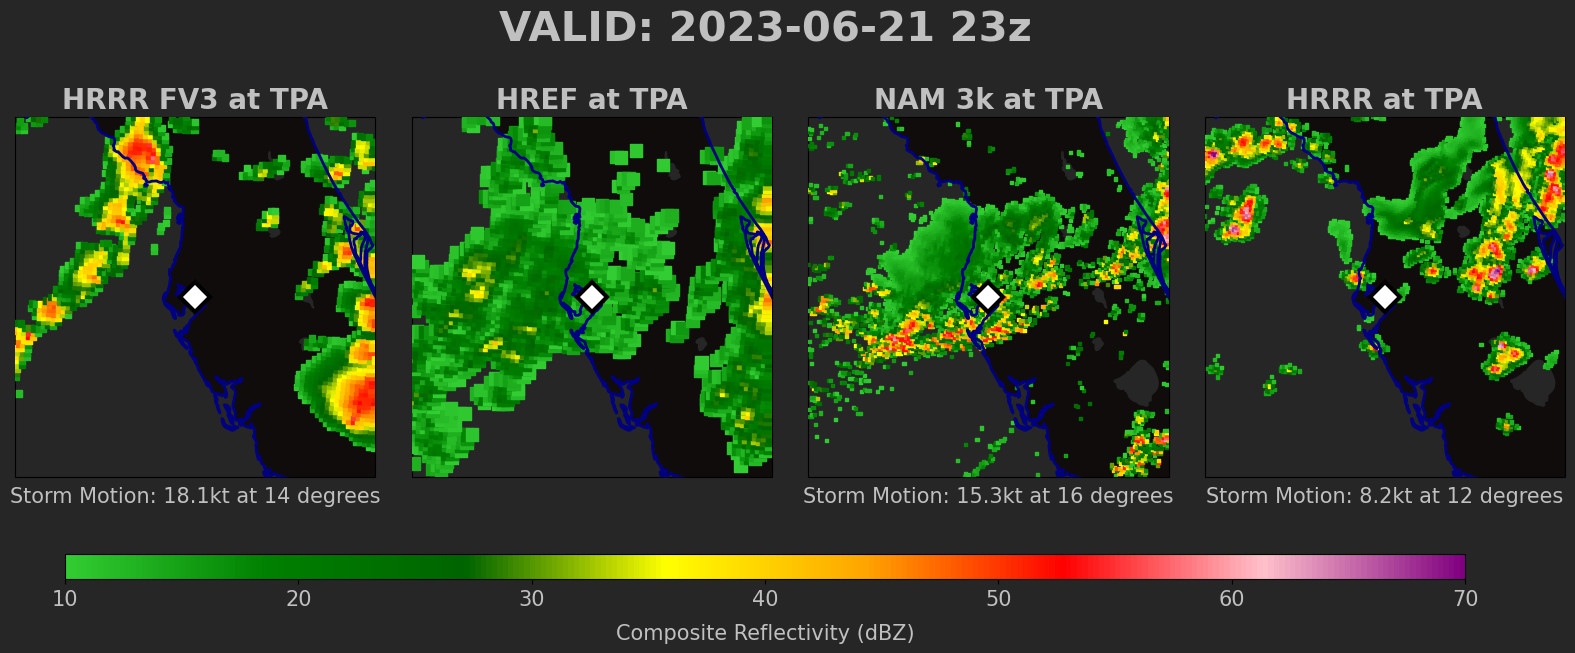 VALID: 2023-06-21 23z
HRRR FV3 at TPA
HREF at TPA
NAM 3k at TPA
HRRR at TPA
Storm Motion: 18.1kt at 14 degrees
Storm Motion: 15.3kt at 16 degrees
Storm Motion: 8.2kt at 12 degrees
10 20 30 40 50 60 70
Composite Reflectivity (dBZ)